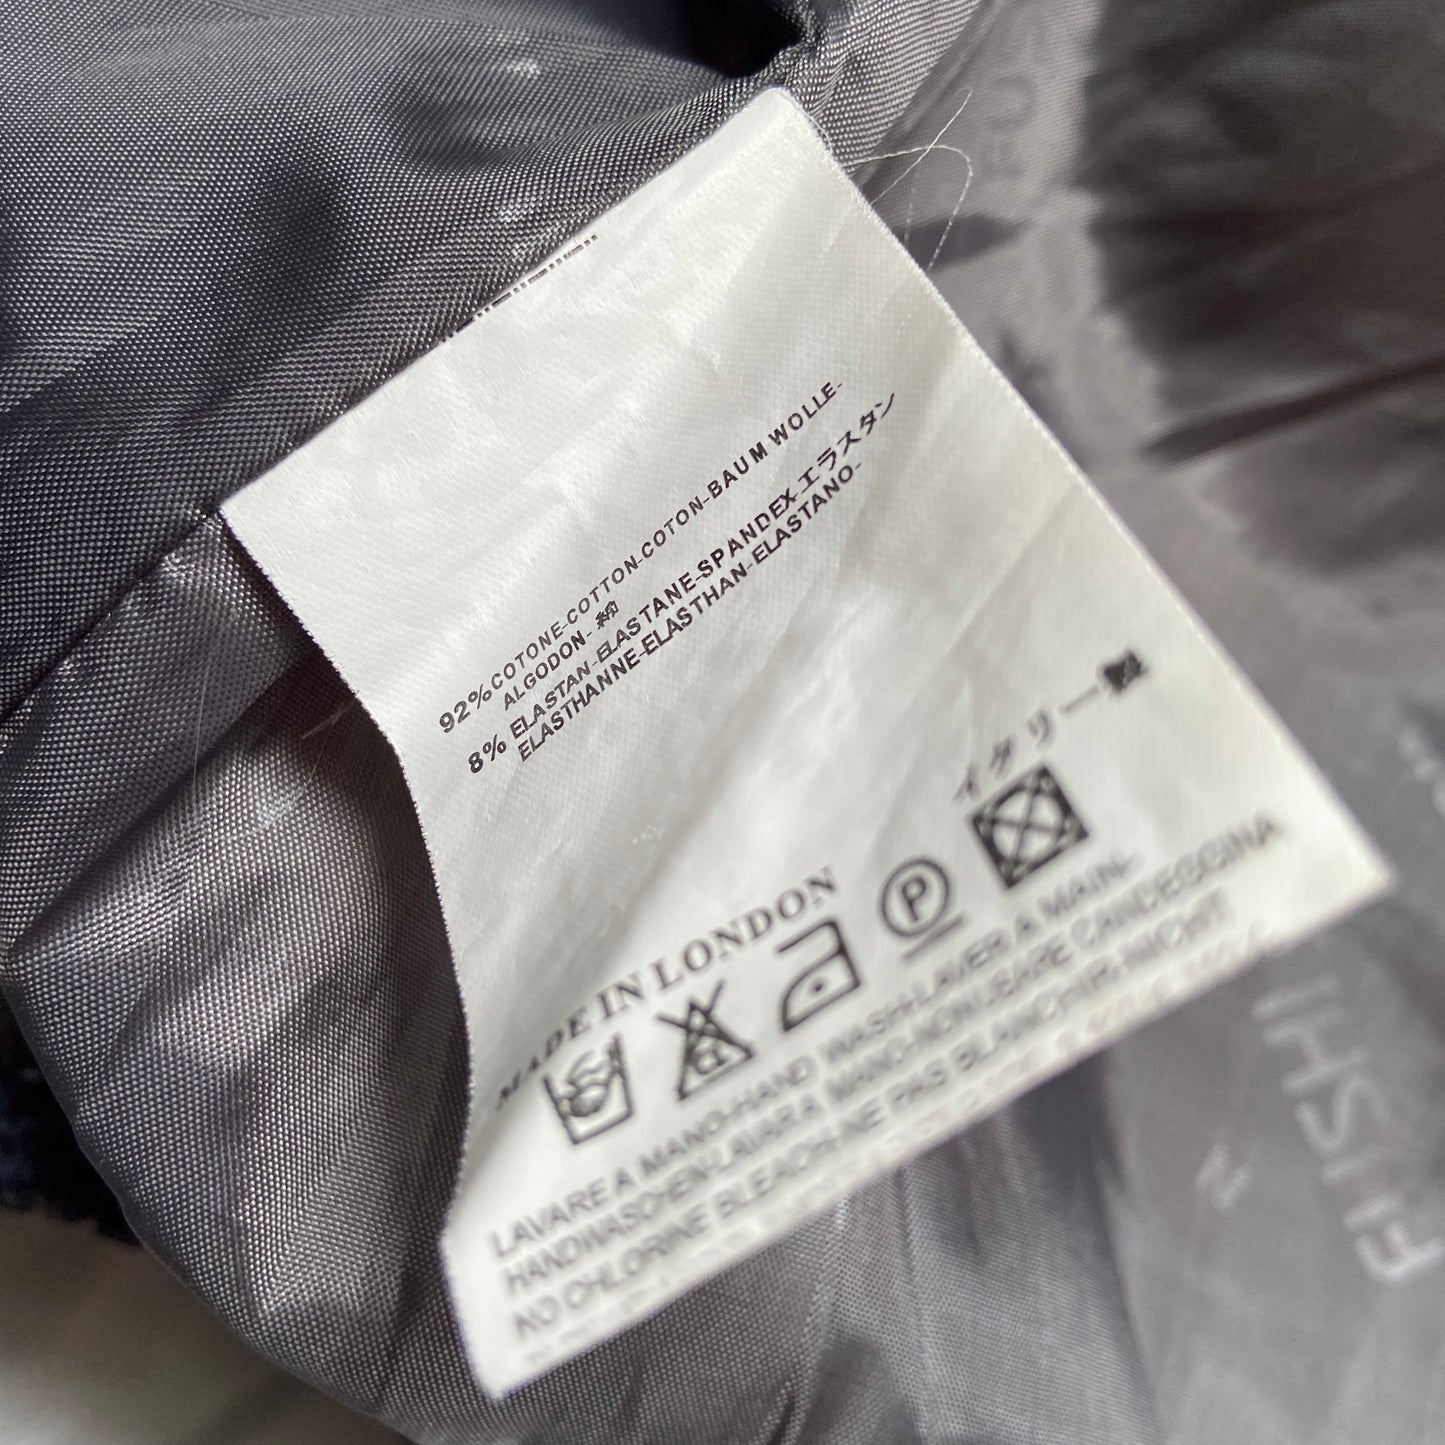 92% COTONE-COTTON-COTON-BAUM WOLLE-
ALGODON- 綿
8% ELASTAN-ELASTANE-SPANDEX-エラスタン
ELASTHANNE-ELASTHAN-ELASTANO-
イタリー製
MADE IN LONDON
P
LAVARE A MANO-HAND WASH-LAVER A MAIN-
HANDWASCHEN-LAVARA MANO-NON LISARE CANDEGGINA
NO CHLORINE BLEACH-NE PAS BLANCHIR-NICHT